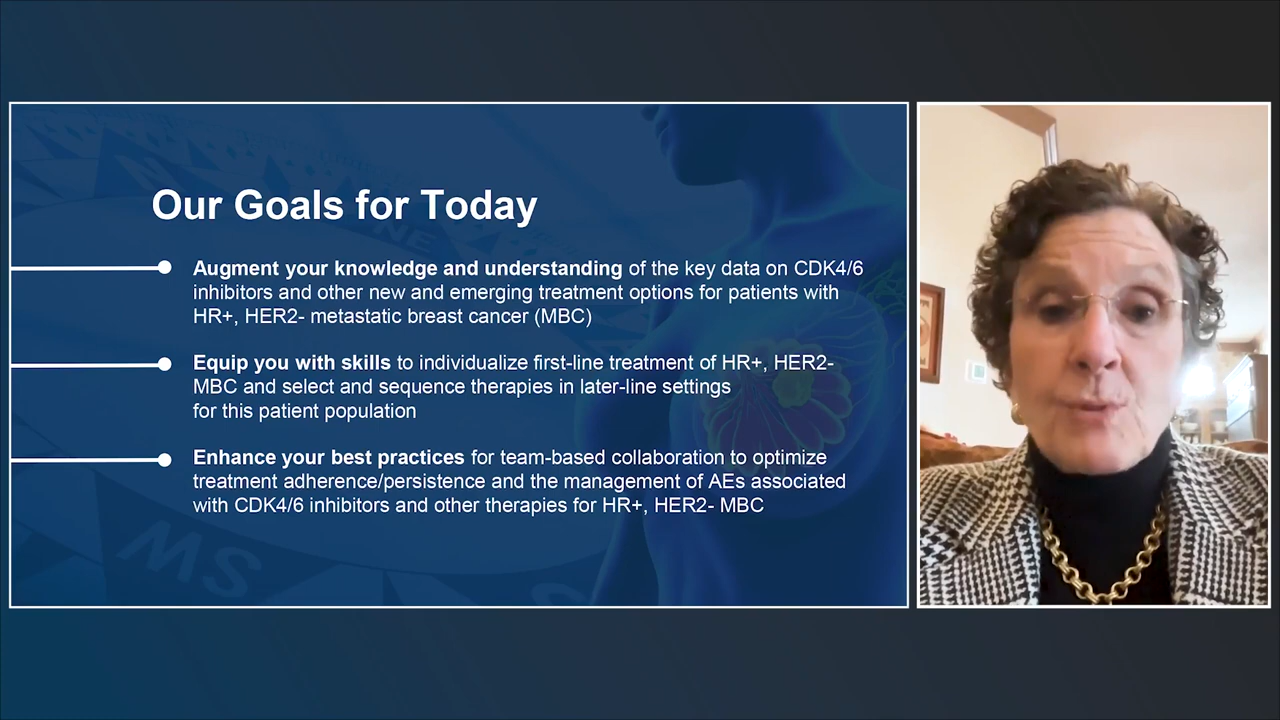 Our Goals for Today
Augment your knowledge and understanding of the key data on CDK4/6
inhibitors and other new and emerging treatment options for patients with
HR+, HER2- metastatic breast cancer (MBC)
Equip you with skills to individualize first-line treatment of HR+, HER2-
MBC and select and sequence therapies in later-line settings
for this patient population
Enhance your best practices for team-based collaboration to optimize
treatment adherence/persistence and the management of AEs associated
with CDK4/6 inhibitors and other therapies for HR+, HER2- MBC
MS